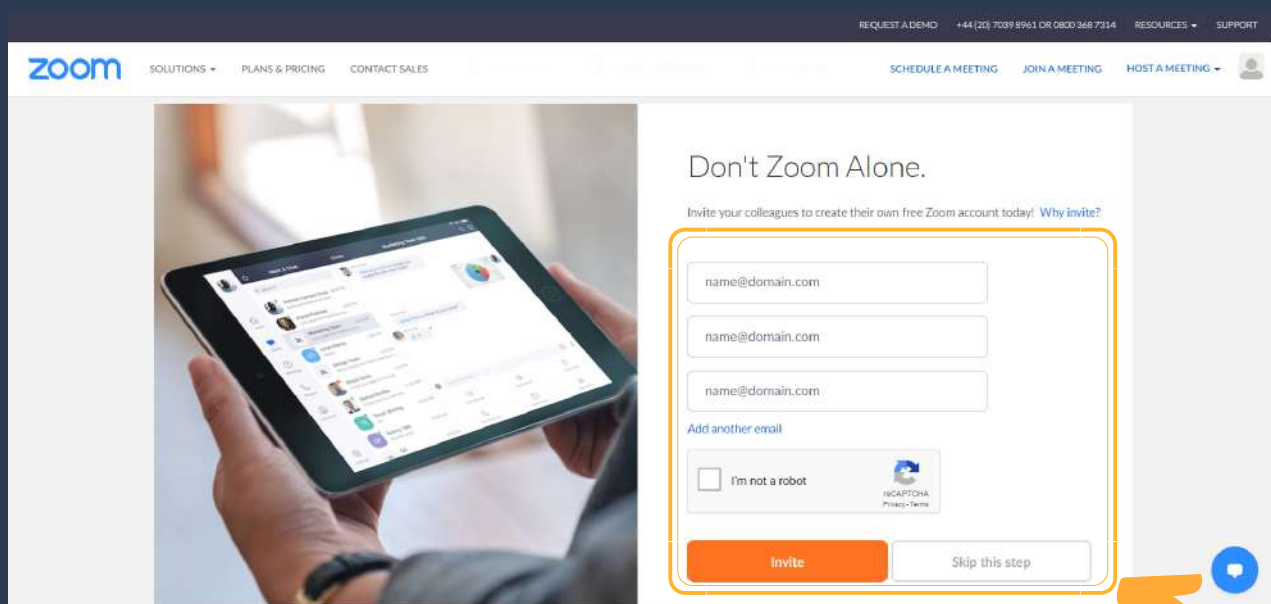 REQUEST A DEMO +44 (20) 7039 8961 OR 0800 368 7314 RESOURCES SUPPORT
zoom SOLUTIONS PLANS & PRICING CONTACT SALES SCHEDULE A MEETING JOIN A MEETING HOST A MEETING
Don't Zoom Alone.
Invite your colleagues to create their own free Zoom account today! Why invite?
name@domain.com
name@domain.com
name@domain.com
Add another email
I'm not a robot
reCAPTCHA
Privacy - Terms
Invite Skip this step